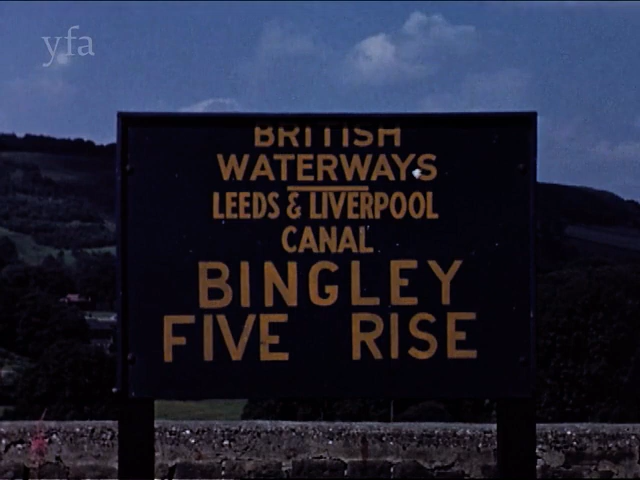 yfa
BRITISH
WATERWAYS
LEEDS & LIVERPOOL
CANAL
BINGLEY
FIVE RISE